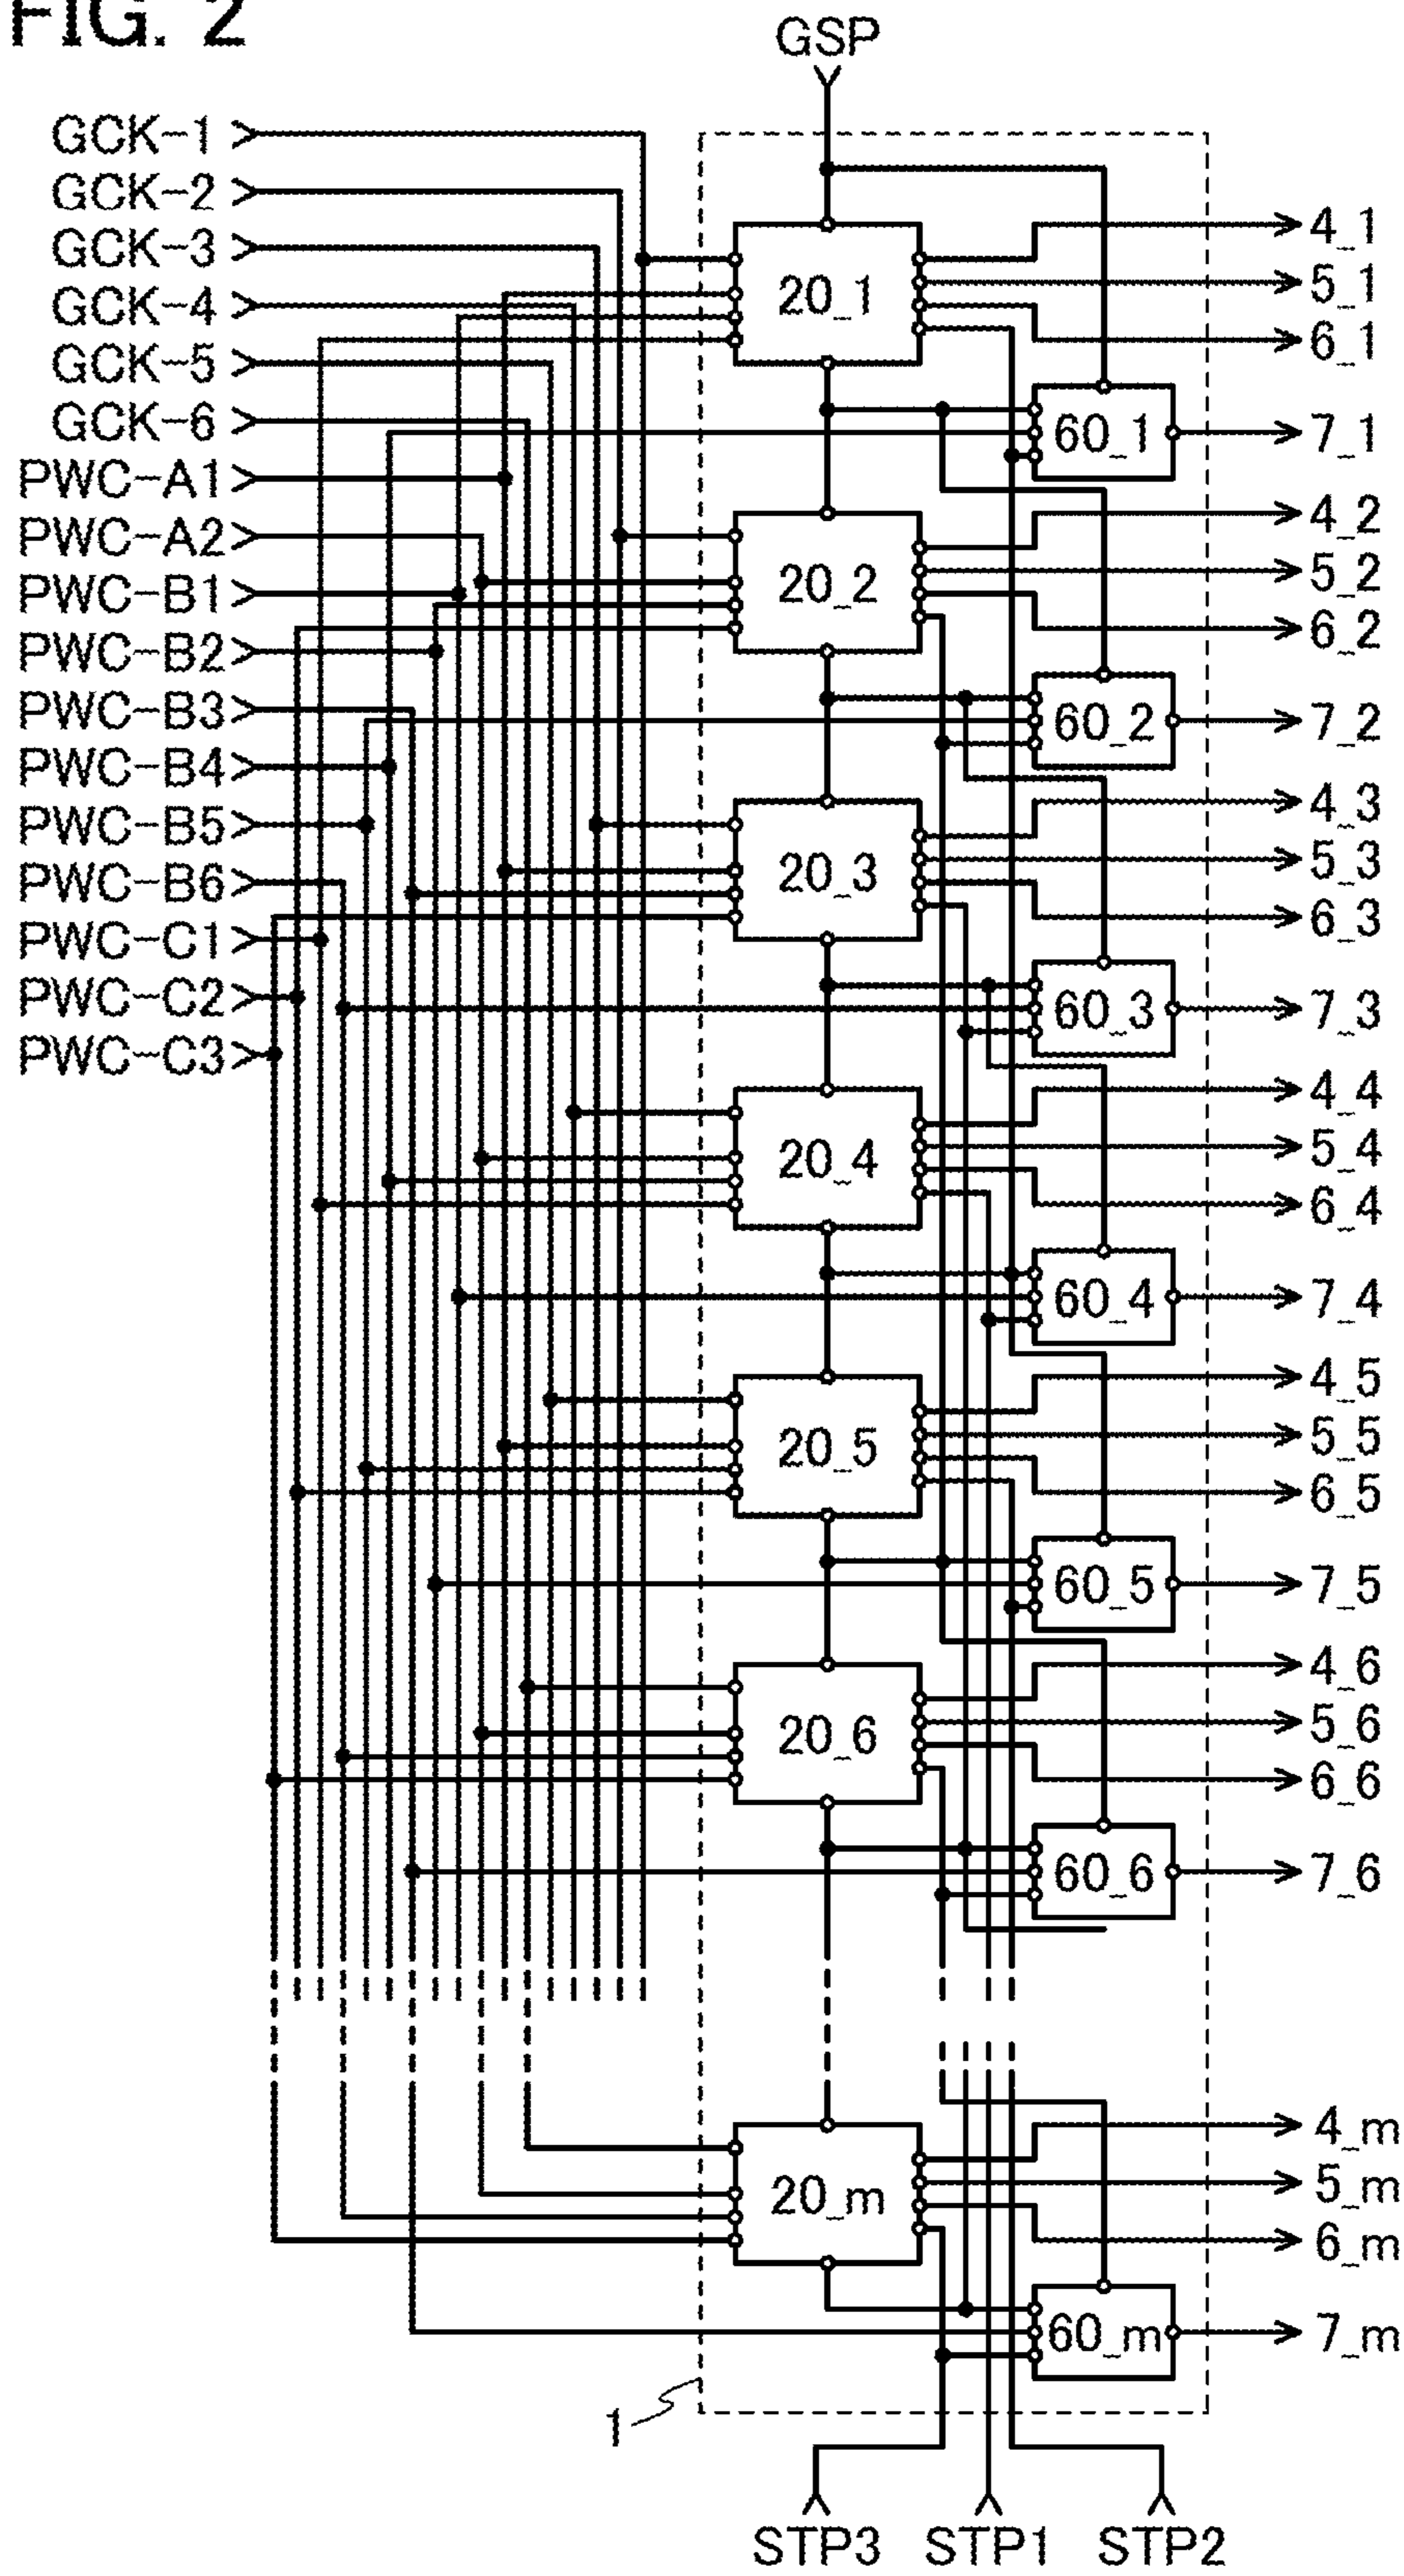 FIG. 2
GSP
GCK-1
GCK-2
GCK-3
GCK-4
GCK-5
GCK-6
PWC-A1
PWC-A2
PWC-B1
PWC-B2
PWC-B3
PWC-B4
PWC-B5
PWC-B6
PWC-C1
PWC-C2
PWC-C3
20_1
4_1
5_1
6_1
60_1
7_1
20_2
4_2
5_2
6_2
60_2
7_2
20_3
4_3
5_3
6_3
60_3
7_3
20_4
4_4
5_4
6_4
60_4
7_4
20_5
4_5
5_5
6_5
60_5
7_5
20_6
4_6
5_6
6_6
60_6
7_6
20_m
4_m
5_m
6_m
60_m
7_m
1
STP3
STP1
STP2